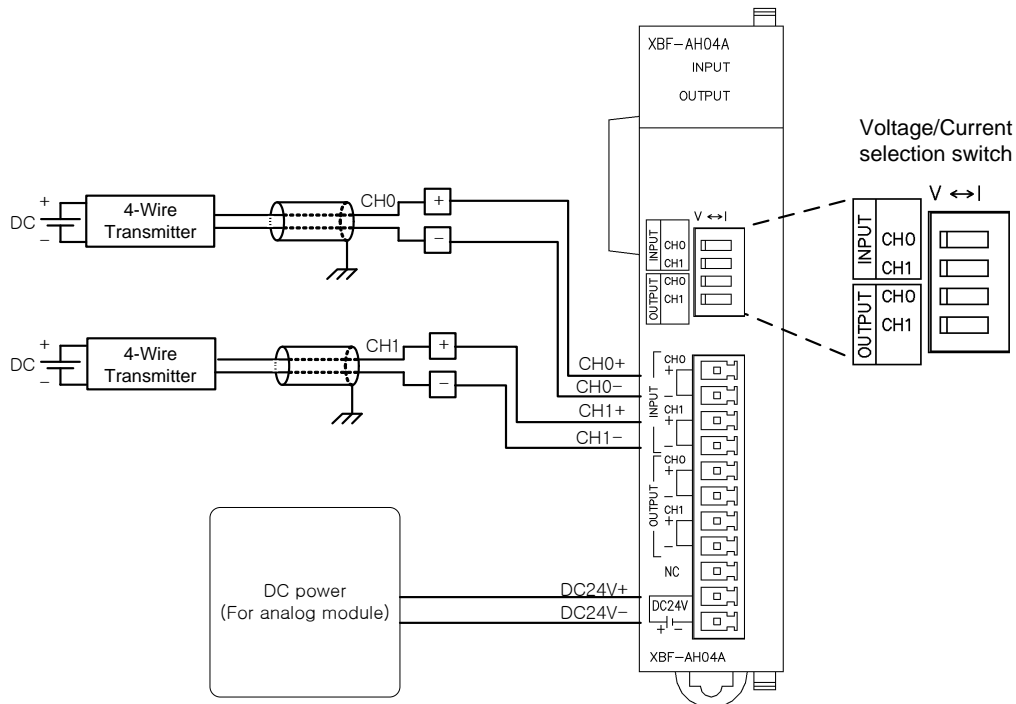 XBF-AH04A
INPUT
OUTPUT
Voltage/Current
selection switch
V ↔ I
INPUT
CH0
CH1
OUTPUT
CH0
CH1
V ↔ I
INPUT
CH0
CH1
OUTPUT
CH0
CH1
DC
+
−
4-Wire
Transmitter
CH0
+
−
DC
+
−
4-Wire
Transmitter
CH1
+
−
CH0+
CH0−
CH1+
CH1−
INPUT
CH0
+
−
CH1
+
−
OUTPUT
CH0
+
−
CH1
+
−
NC
DC24V
+ −
DC power
(For analog module)
DC24V+
DC24V−
XBF-AH04A